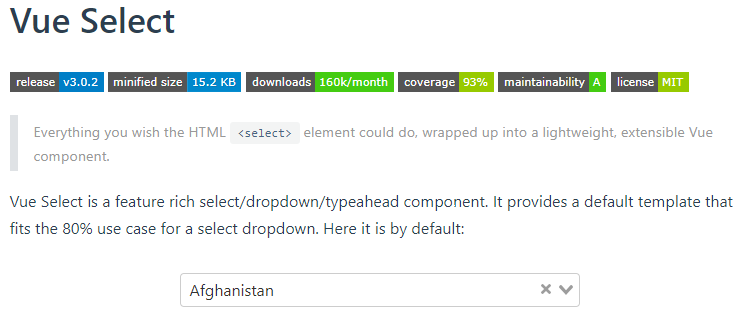 Vue Select
release v3.0.2 minified size 15.2 KB downloads 160k/month coverage 93% maintainability A license MIT
Everything you wish the HTML <select> element could do, wrapped up into a lightweight, extensible Vue
component.
Vue Select is a feature rich select/dropdown/typeahead component. It provides a default template that
fits the 80% use case for a select dropdown. Here it is by default:
Afghanistan